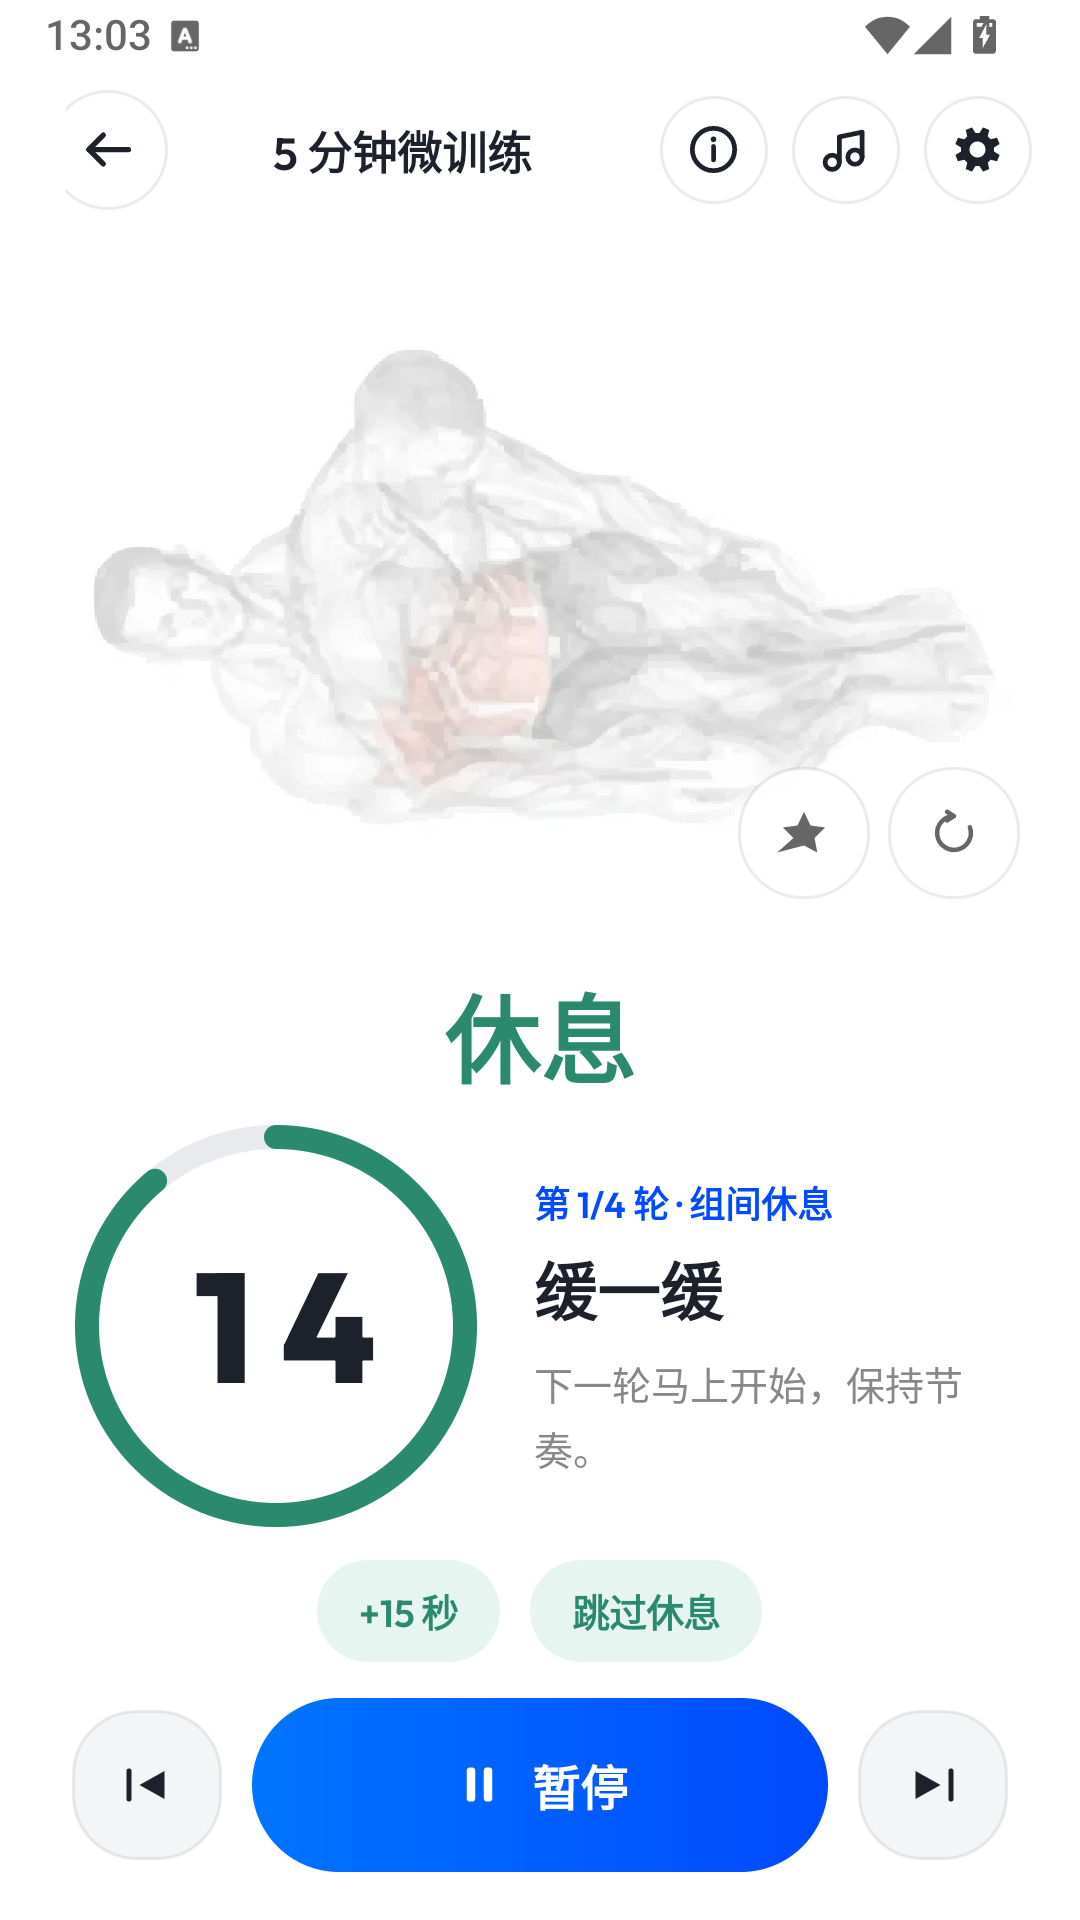 13:03
5 分钟微训练
休息
14
第 1/4 轮 · 组间休息
缓一缓
下一轮马上开始，保持节
奏。
+15 秒
跳过休息
暂停